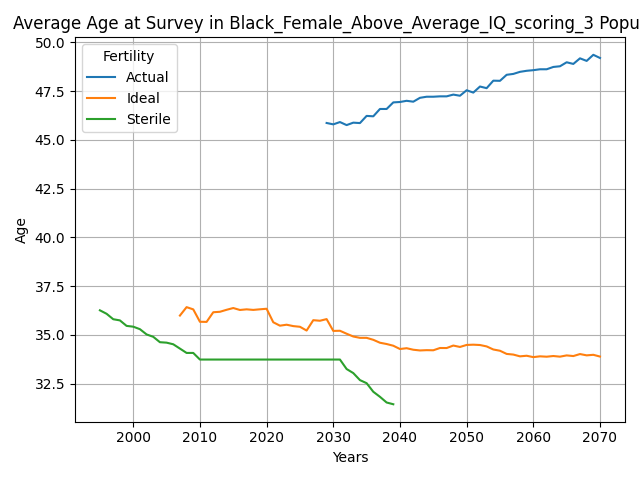 Average Age at Survey in Black_Female_Above_Average_IQ_scoring_3 Popu
Fertility
Actual
Ideal
Sterile
50.0
47.5
45.0
42.5
40.0
37.5
35.0
32.5
Age
2000 2010 2020 2030 2040 2050 2060 2070
Years